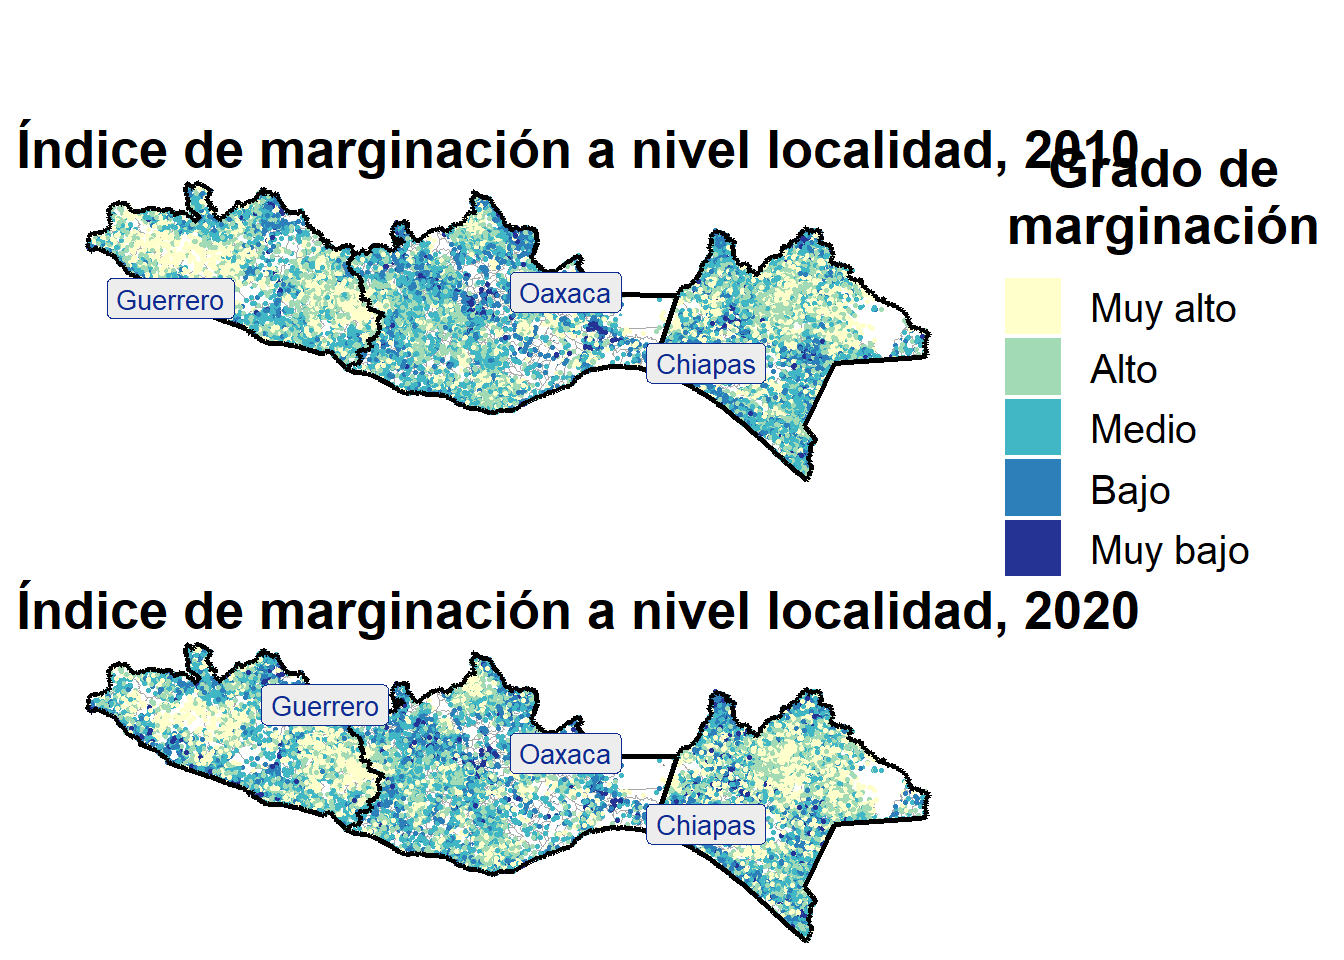 Índice de marginación a nivel localidad, 2010
Grado de
marginación
Muy alto
Alto
Medio
Bajo
Muy bajo
Guerrero
Oaxaca
Chiapas
Índice de marginación a nivel localidad, 2020
Guerrero
Oaxaca
Chiapas